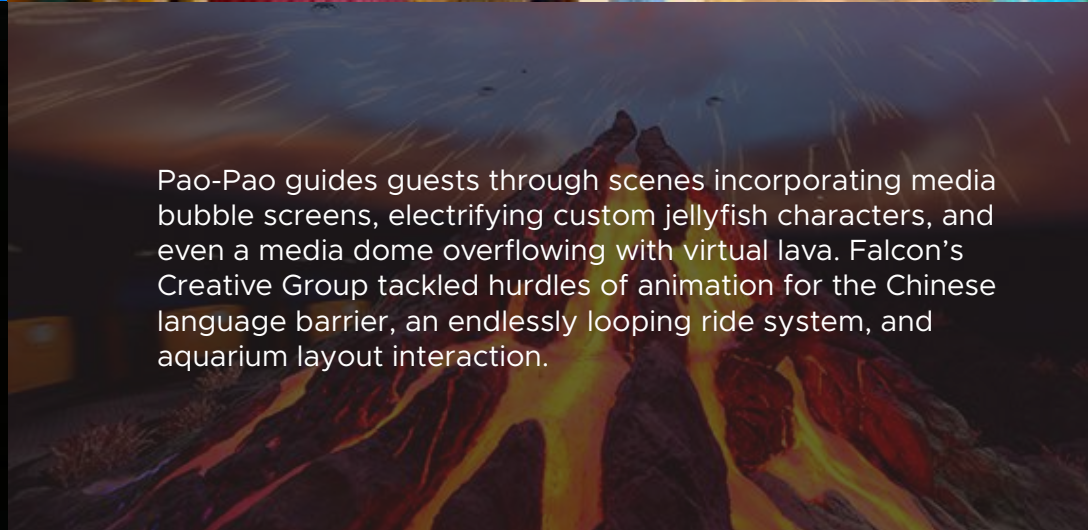 Pao-Pao guides guests through scenes incorporating media
bubble screens, electrifying custom jellyfish characters, and
even a media dome overflowing with virtual lava. Falcon’s
Creative Group tackled hurdles of animation for the Chinese
language barrier, an endlessly looping ride system, and
aquarium layout interaction.